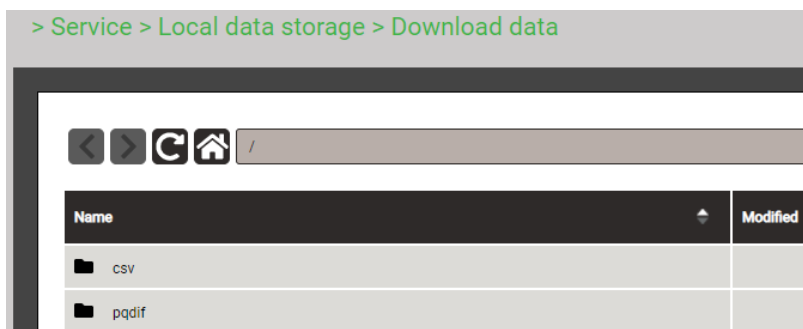 > Service > Local data storage > Download data
/
Name Modified
csv
pqdif